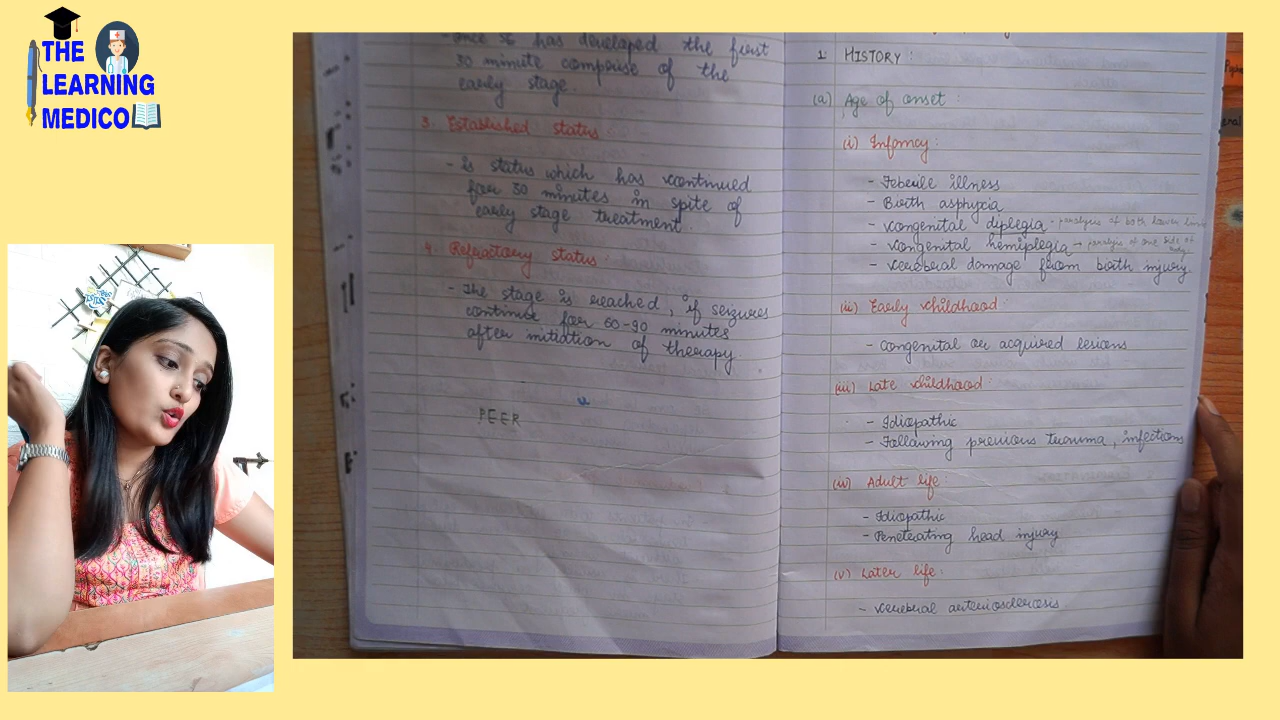 THE
LEARNING
MEDICO
- once SE has developed the first
30 minute comprise of the
early stage.
3. Established status
- is status which has continued
for 30 minutes in spite of
early stage treatment.
4. Refractory status:
- The stage is reached, if seizures
continue for 60-90 minutes
after initiation of therapy.
PEER
1. HISTORY:
(a) Age of onset:
(i) Infancy:
- Feberile illness
- Birth asphyxia
- congenital diplegia - paralysis of both lower limb
- congenital hemiplegia → paralysis of one side of
body
- cerebral damage from birth injury
(ii) Early childhood:
- congenital or acquired lesions
(iii) Late childhood:
- Idiopathic
- Following previous trauma, infections
(iv) Adult life:
- Idiopathic
- Penetrating head injury
(v) Later life:
- cerebral arteriosclerosis